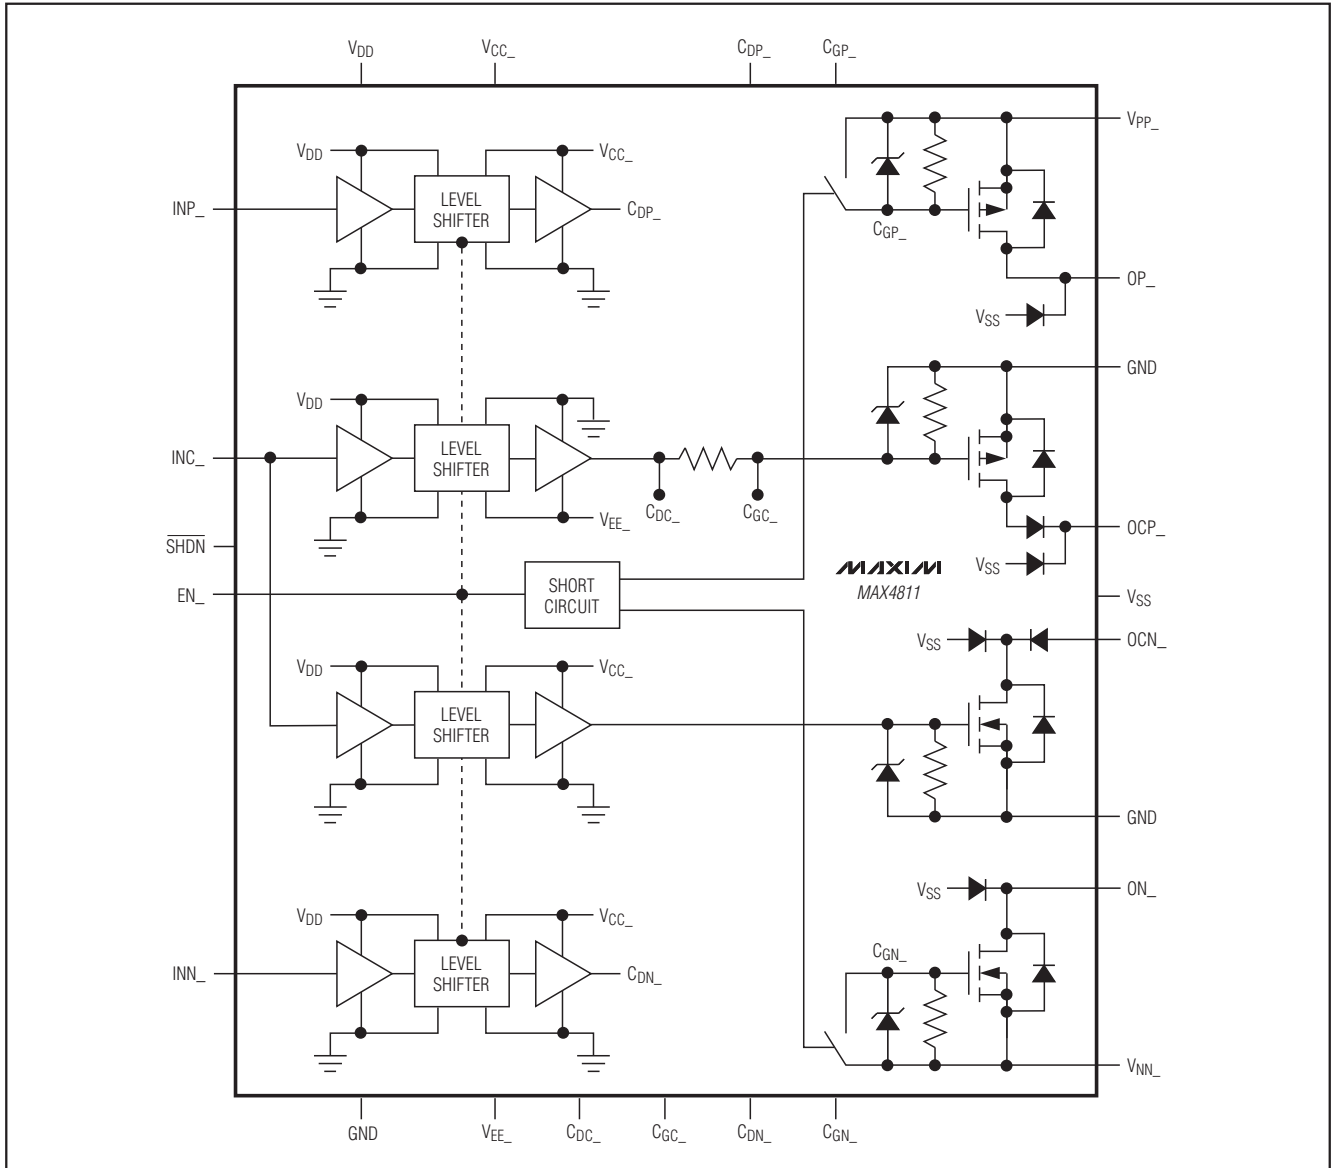 VDD
VCC_
CDP_
CGP_
VDD
VCC_
VPP_
INP_
LEVEL
SHIFTER
CDP_
CGP_
OP_
VSS
VDD
GND
INC_
LEVEL
SHIFTER
CDC_
CGC_
VEE_
OCP_
SHDN
VSS
MAXIM
MAX4811
EN_
SHORT
CIRCUIT
VSS
VSS
OCN_
VDD
VCC_
LEVEL
SHIFTER
GND
VSS
ON_
VDD
VCC_
CGN_
INN_
LEVEL
SHIFTER
CDN_
VNN_
GND
VEE_
CDC_
CGC_
CDN_
CGN_